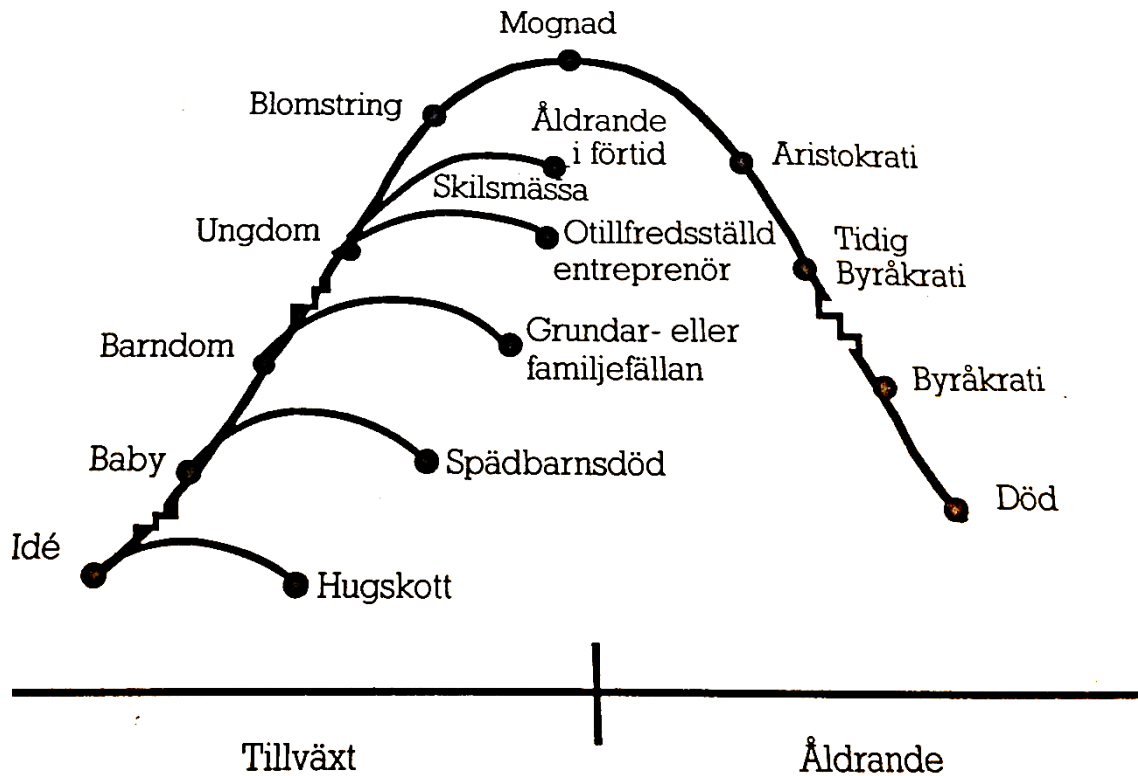 Mognad
Blomstring
Åldrande
i förtid
Aristokrati
Skilsmässa
Ungdom
Otillfredsställd
entreprenör
Tidig
Byråkrati
Barndom
Grundar- eller
familjefällan
Byråkrati
Baby
Spädbarnsdöd
Död
Idé
Hugskott
Tillväxt
Åldrande